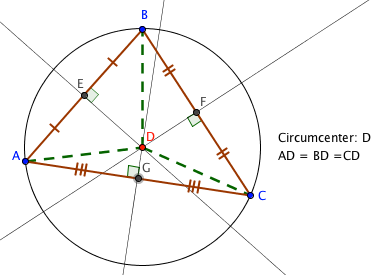 B
E
F
D
A
G
C
Circumcenter: D
AD = BD =CD